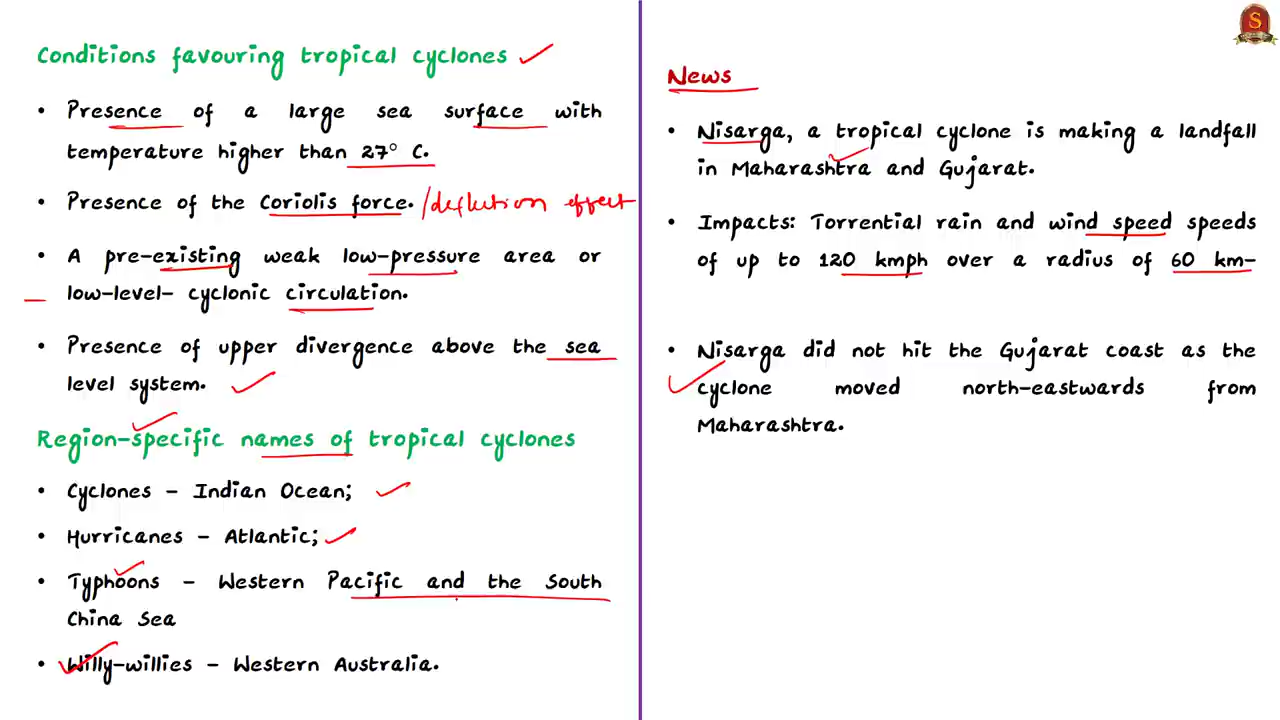 Conditions favouring tropical cyclones
• Presence of a large sea surface with
temperature higher than 27° C.
• Presence of the Coriolis force. /deflection effect
• A pre-existing weak low-pressure area or
low-level- cyclonic circulation.
• Presence of upper divergence above the sea
level system.
Region-specific names of tropical cyclones
• Cyclones – Indian Ocean;
• Hurricanes – Atlantic;
• Typhoons – Western Pacific and the South
China Sea
• Willy-willies – Western Australia.
S
News
• Nisarga, a tropical cyclone is making a landfall
in Maharashtra and Gujarat.
• Impacts: Torrential rain and wind speed speeds
of up to 120 kmph over a radius of 60 km-
• Nisarga did not hit the Gujarat coast as the
cyclone moved north-eastwards from
Maharashtra.